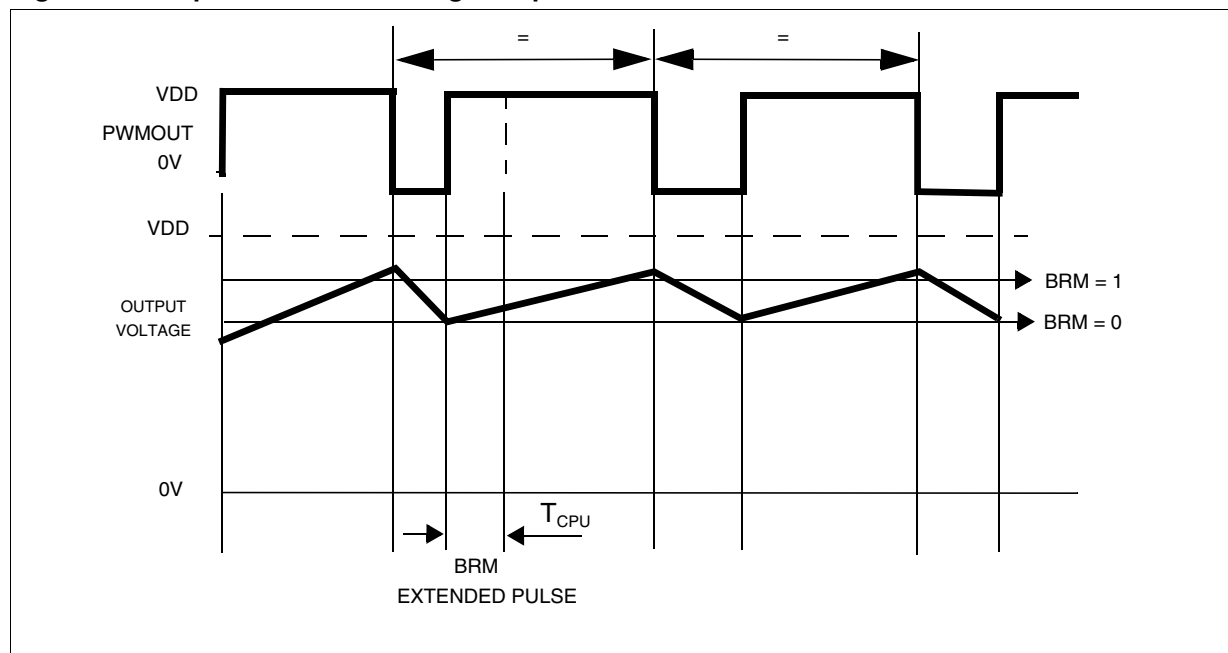 = =
VDD
PWMOUT
0V
VDD
BRM = 1
OUTPUT
VOLTAGE
BRM = 0
0V
TCPU
BRM
EXTENDED PULSE